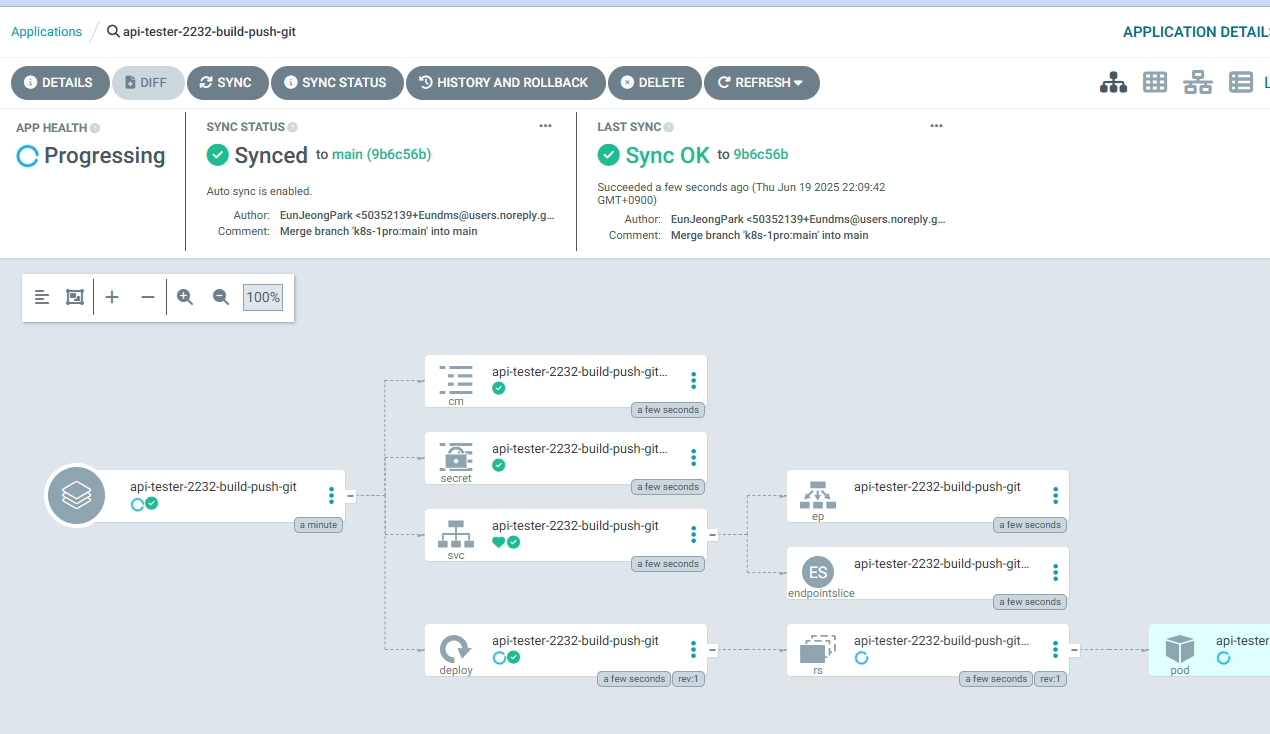 Applications / api-tester-2232-build-push-git
APPLICATION DETAILS
DETAILS DIFF SYNC SYNC STATUS HISTORY AND ROLLBACK DELETE REFRESH
L
APP HEALTH
Progressing
SYNC STATUS
Synced to main (9b6c56b)
Auto sync is enabled.
Author: EunJeongPark <50352139+Eundms@users.noreply.g...
Comment: Merge branch 'k8s-1pro:main' into main
LAST SYNC
Sync OK to 9b6c56b
Succeeded a few seconds ago (Thu Jun 19 2025 22:09:42
GMT+0900)
Author: EunJeongPark <50352139+Eundms@users.noreply.g...
Comment: Merge branch 'k8s-1pro:main' into main
100%
api-tester-2232-build-push-git...
cm
a few seconds
api-tester-2232-build-push-git...
secret
a few seconds
api-tester-2232-build-push-git
a minute
api-tester-2232-build-push-git
svc
a few seconds
api-tester-2232-build-push-git
ep
a few seconds
ES
api-tester-2232-build-push-git...
endpointslice
a few seconds
api-tester-2232-build-push-git
deploy
a few seconds rev:1
api-tester-2232-build-push-git...
rs
a few seconds rev:1
api-tester
pod